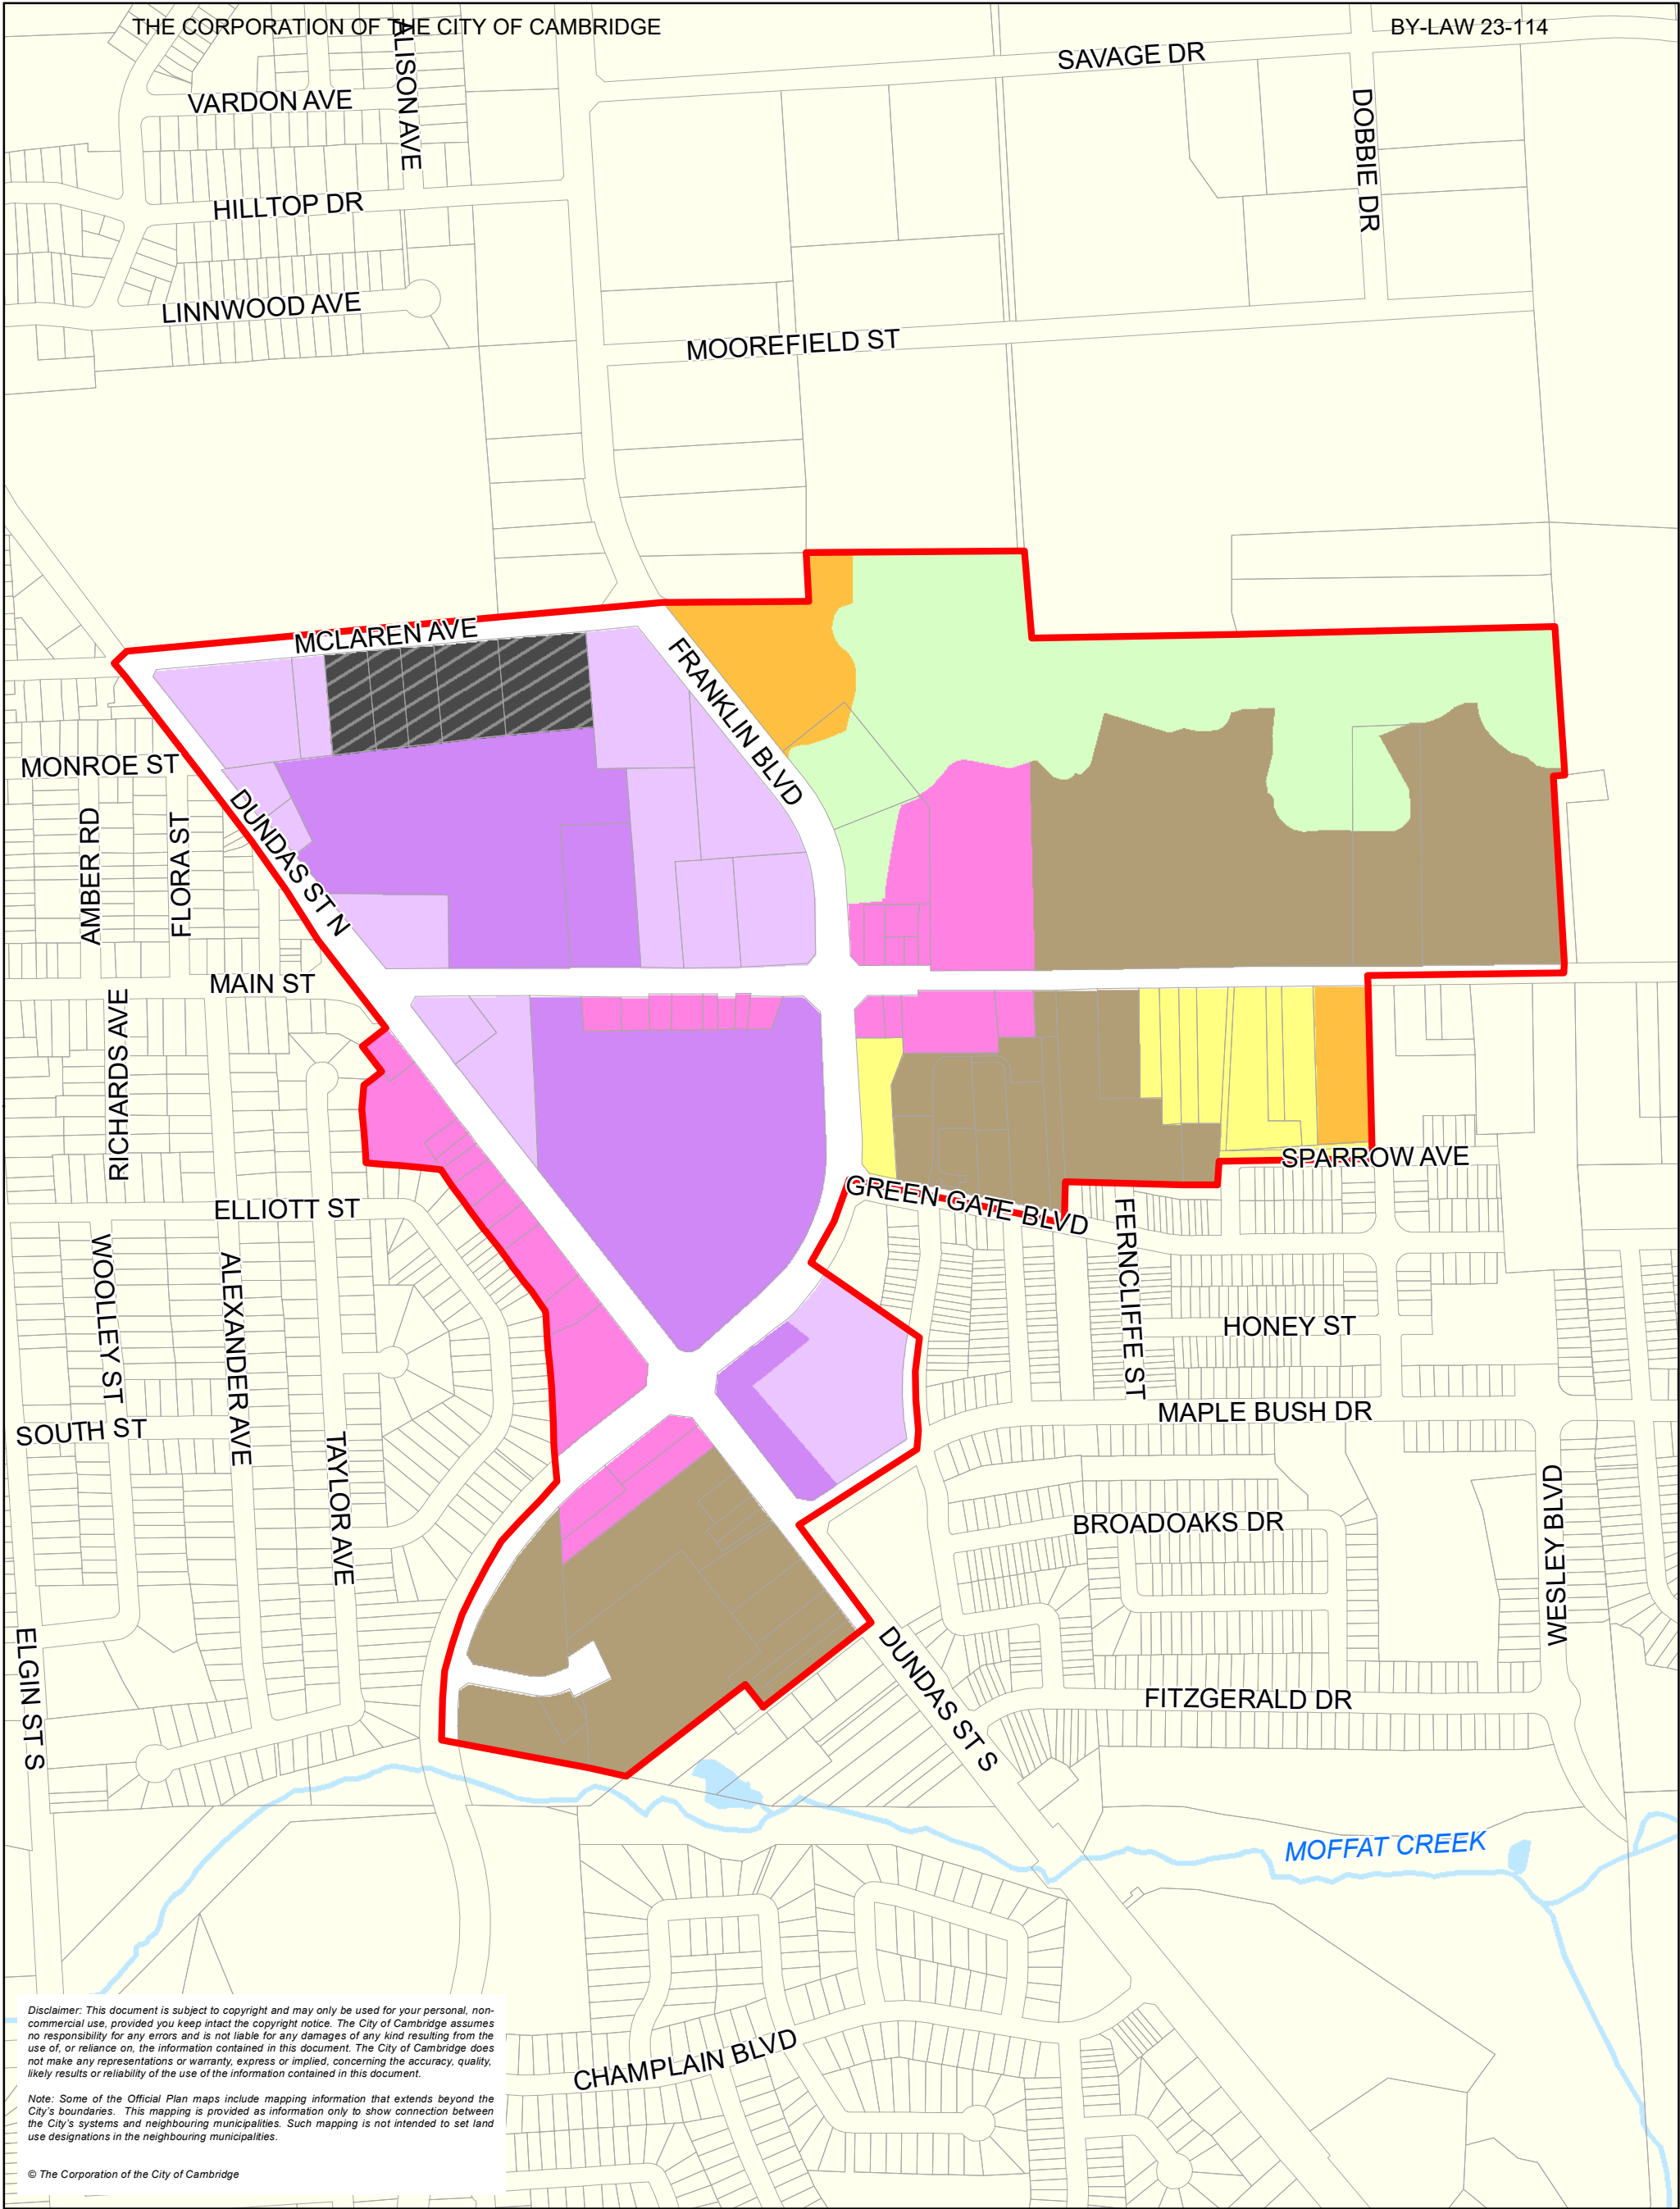 THE CORPORATION OF THE CITY OF CAMBRIDGE
BY-LAW 23-114
ALISON AVE
SAVAGE DR
VARDON AVE
DOBBIE DR
HILLTOP DR
LINNWOOD AVE
MOOREFIELD ST
MCLAREN AVE
FRANKLIN BLVD
MONROE ST
DUNDAS ST N
AMBER RD
FLORA ST
MAIN ST
RICHARDS AVE
SPARROW AVE
GREEN GATE BLVD
ELLIOTT ST
FERNCLIFFE ST
WOOLLEY ST
ALEXANDER AVE
HONEY ST
MAPLE BUSH DR
SOUTH ST
TAYLOR AVE
BROADOAKS DR
WESLEY BLVD
ELGIN ST S
DUNDAS ST S
FITZGERALD DR
MOFFAT CREEK
CHAMPLAIN BLVD
Disclaimer: This document is subject to copyright and may only be used for your personal, non-
commercial use, provided you keep intact the copyright notice. The City of Cambridge assumes
no responsibility for any errors and is not liable for any damages of any kind resulting from the
use of, or reliance on, the information contained in this document. The City of Cambridge does
not make any representations or warranty, express or implied, concerning the accuracy, quality,
likely results or reliability of the use of the information contained in this document.
Note: Some of the Official Plan maps include mapping information that extends beyond the
City's boundaries. This mapping is provided as information only to show connection between
the City's systems and neighbouring municipalities. Such mapping is not intended to set land
use designations in the neighbouring municipalities.
© The Corporation of the City of Cambridge